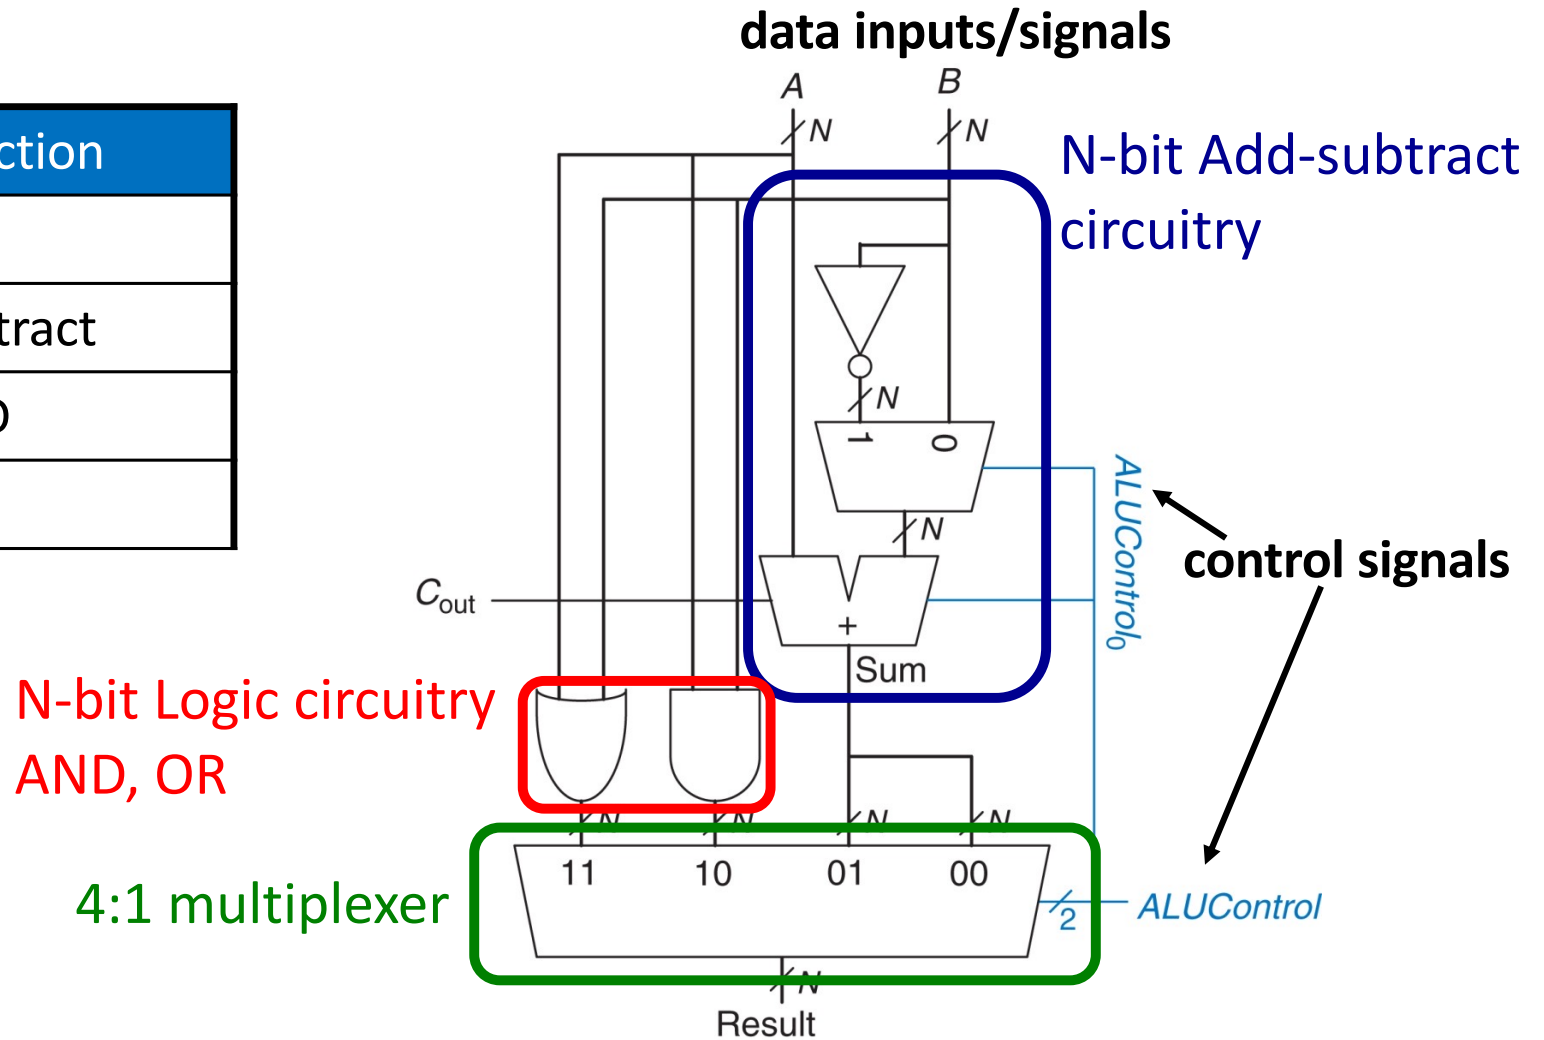 data inputs/signals
A
B
N
N
ction
N-bit Add-subtract
circuitry
tract
N
1
0
N
ALUControl0
control signals
Cout
+
Sum
N-bit Logic circuitry
AND, OR
N
N
N
N
11
10
01
00
4:1 multiplexer
2
ALUControl
N
Result